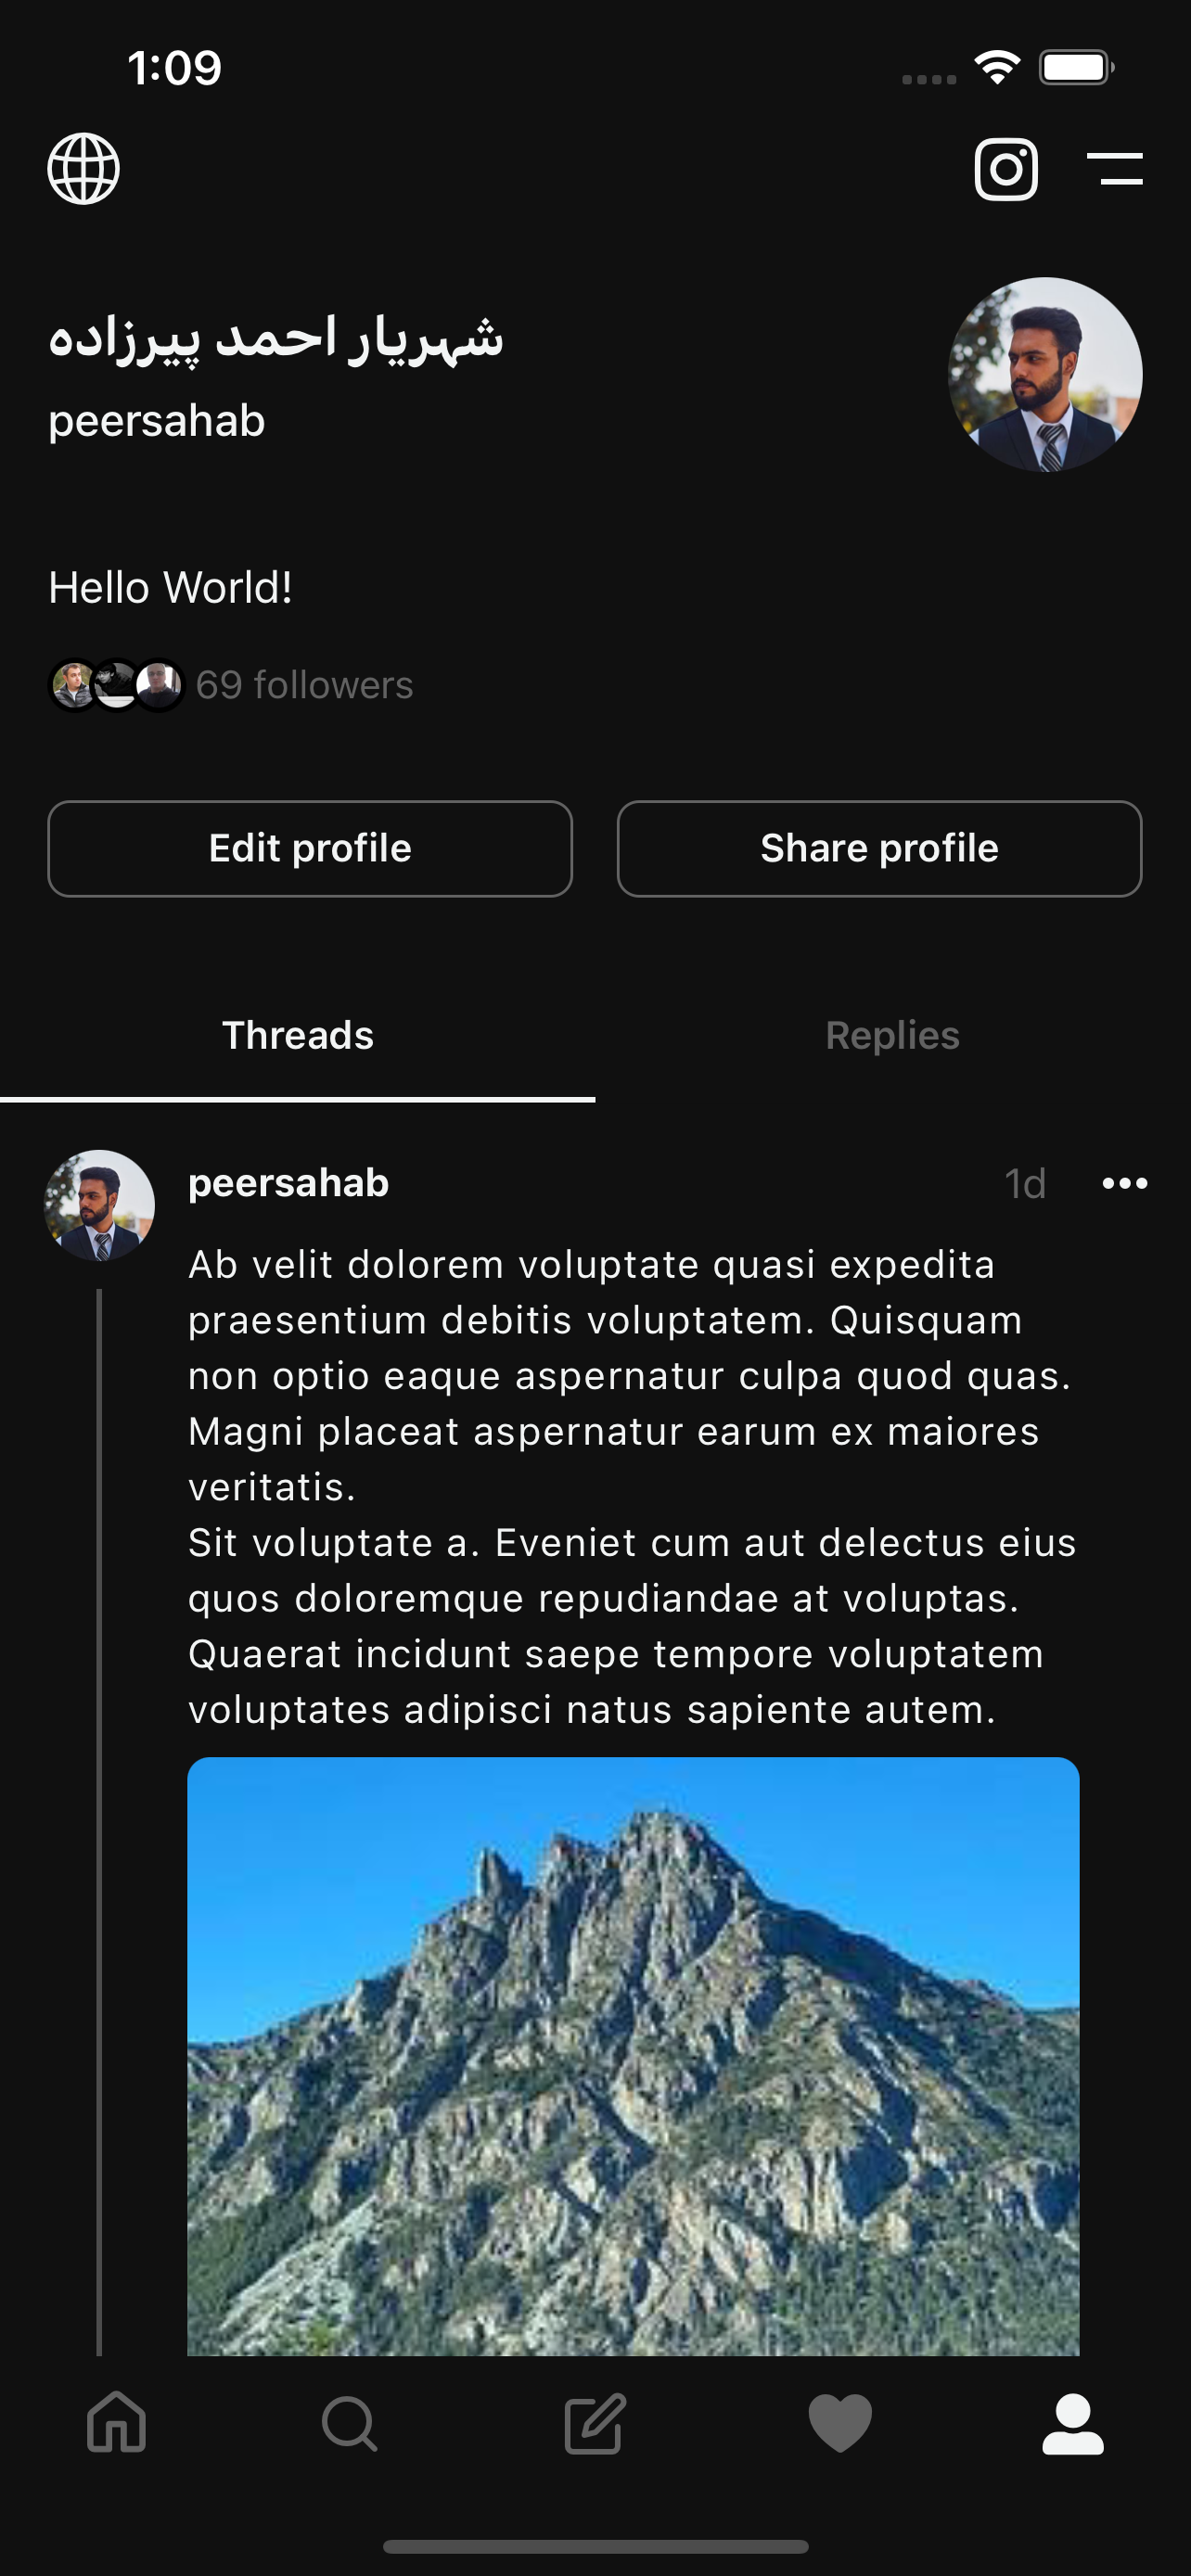 1:09
شہریار احمد پیرزادہ
peersahab
Hello World!
69 followers
Edit profile
Share profile
Threads
Replies
peersahab
1d
Ab velit dolorem voluptate quasi expedita
praesentium debitis voluptatem. Quisquam
non optio eaque aspernatur culpa quod quas.
Magni placeat aspernatur earum ex maiores
veritatis.
Sit voluptate a. Eveniet cum aut delectus eius
quos doloremque repudiandae at voluptas.
Quaerat incidunt saepe tempore voluptatem
voluptates adipisci natus sapiente autem.